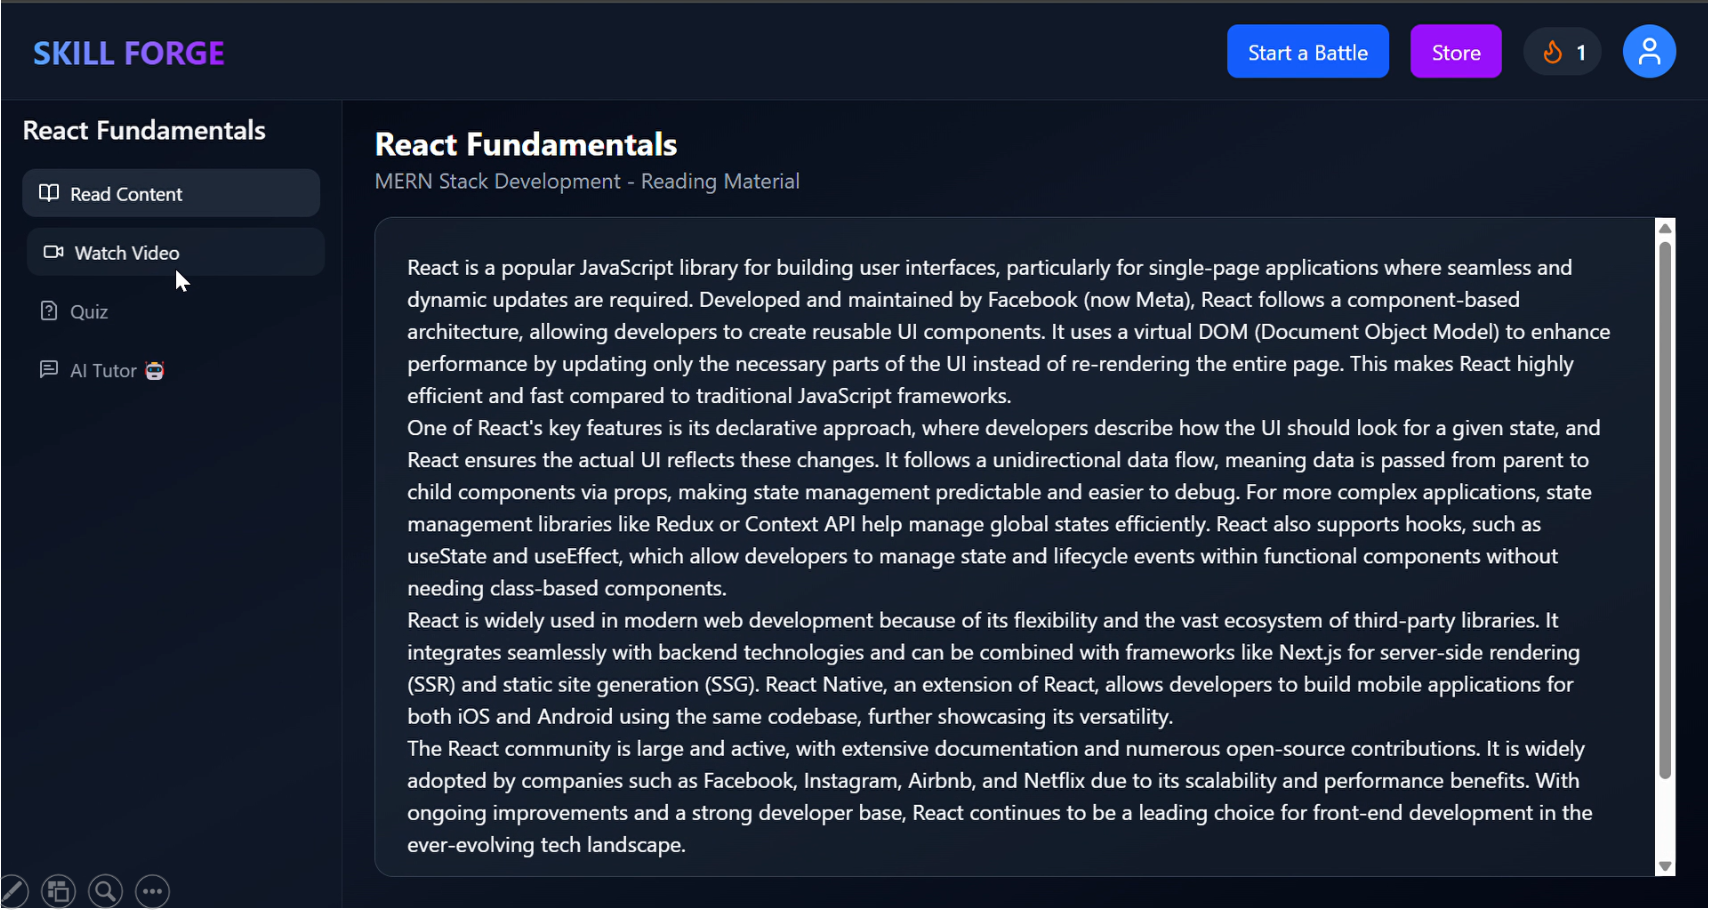 SKILL FORGE
Start a Battle
Store
1
React Fundamentals
Read Content
Watch Video
Quiz
AI Tutor
React Fundamentals
MERN Stack Development - Reading Material
React is a popular JavaScript library for building user interfaces, particularly for single-page applications where seamless and
dynamic updates are required. Developed and maintained by Facebook (now Meta), React follows a component-based
architecture, allowing developers to create reusable UI components. It uses a virtual DOM (Document Object Model) to enhance
performance by updating only the necessary parts of the UI instead of re-rendering the entire page. This makes React highly
efficient and fast compared to traditional JavaScript frameworks.
One of React's key features is its declarative approach, where developers describe how the UI should look for a given state, and
React ensures the actual UI reflects these changes. It follows a unidirectional data flow, meaning data is passed from parent to
child components via props, making state management predictable and easier to debug. For more complex applications, state
management libraries like Redux or Context API help manage global states efficiently. React also supports hooks, such as
useState and useEffect, which allow developers to manage state and lifecycle events within functional components without
needing class-based components.
React is widely used in modern web development because of its flexibility and the vast ecosystem of third-party libraries. It
integrates seamlessly with backend technologies and can be combined with frameworks like Next.js for server-side rendering
(SSR) and static site generation (SSG). React Native, an extension of React, allows developers to build mobile applications for
both iOS and Android using the same codebase, further showcasing its versatility.
The React community is large and active, with extensive documentation and numerous open-source contributions. It is widely
adopted by companies such as Facebook, Instagram, Airbnb, and Netflix due to its scalability and performance benefits. With
ongoing improvements and a strong developer base, React continues to be a leading choice for front-end development in the
ever-evolving tech landscape.